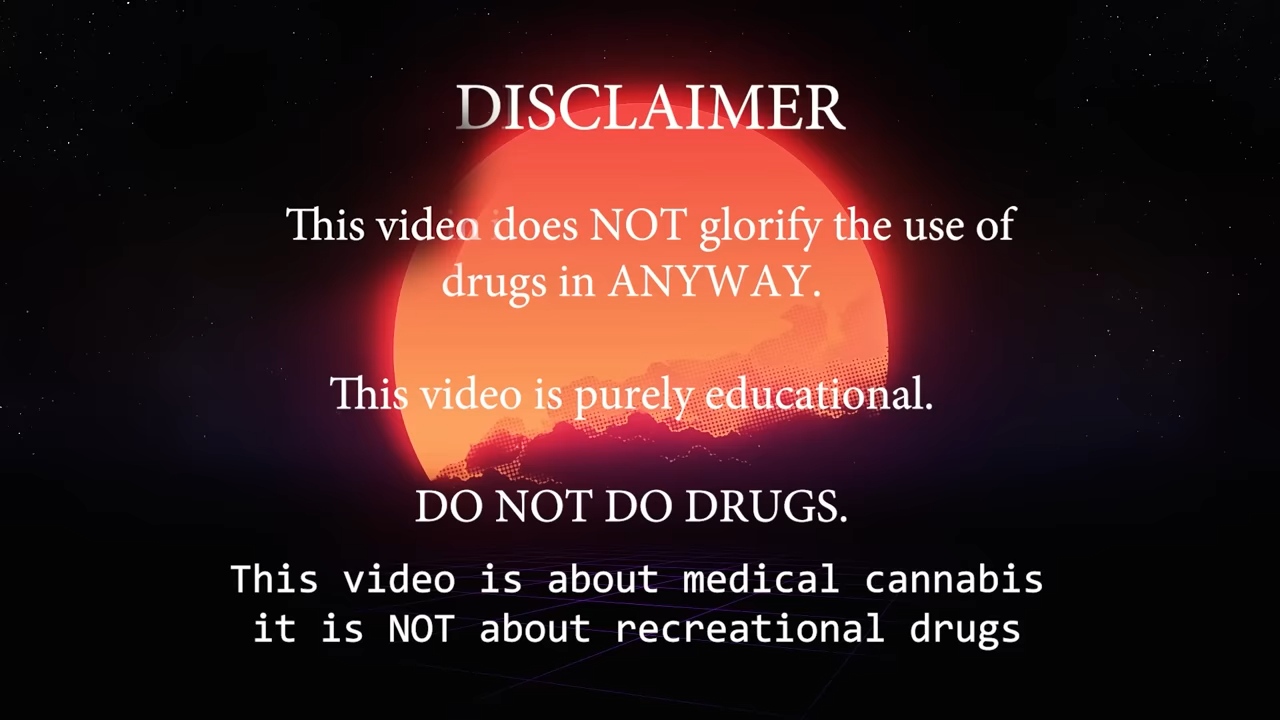 DISCLAIMER
This video does NOT glorify the use of
drugs in ANYWAY.
This video is purely educational.
DO NOT DO DRUGS.
This video is about medical cannabis
it is NOT about recreational drugs